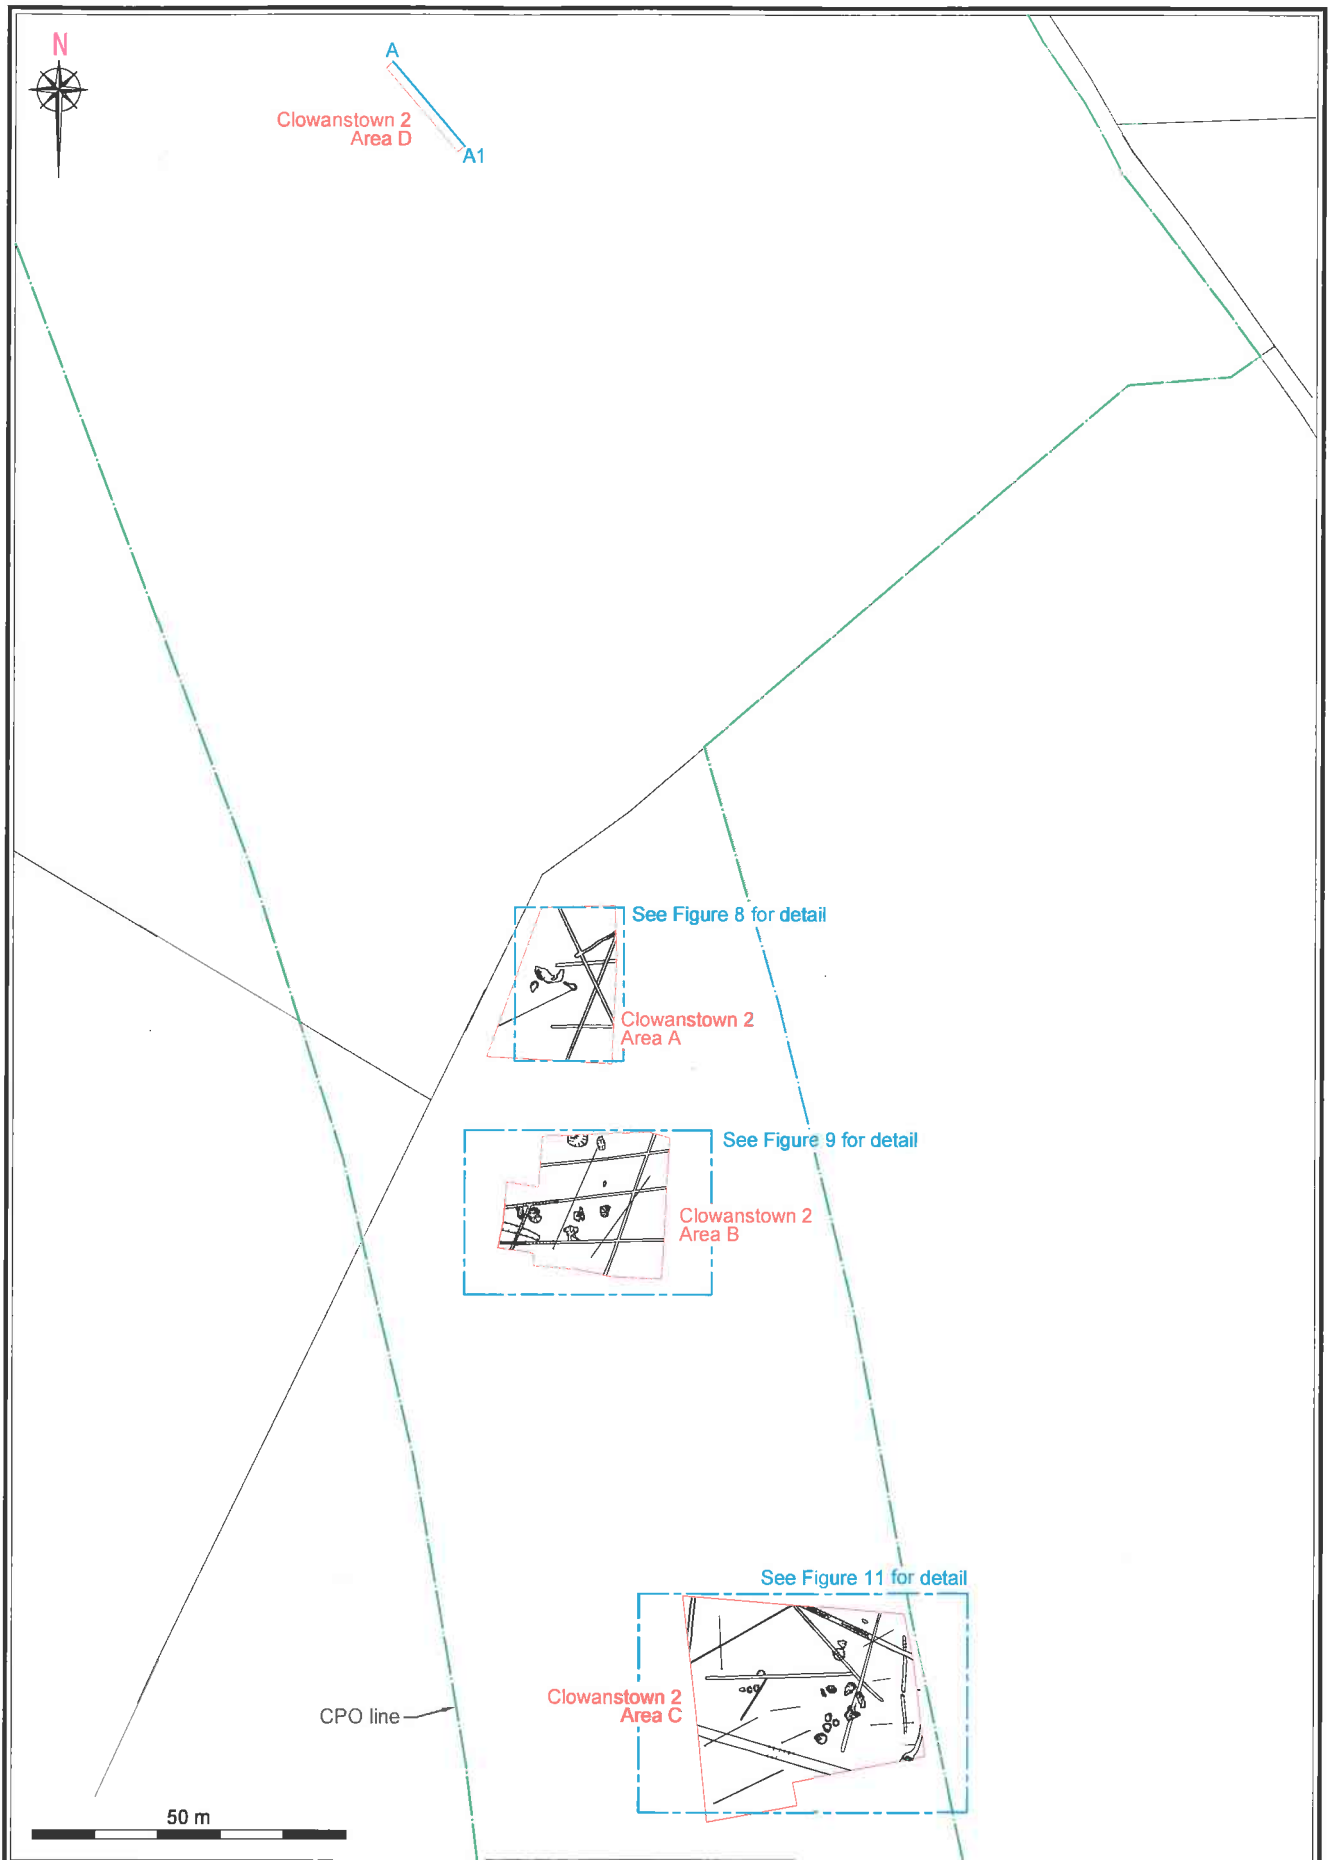 N
A
Clowanstown 2
Area D
A1
See Figure 8 for detail
Clowanstown 2
Area A
See Figure 9 for detail
Clowanstown 2
Area B
See Figure 11 for detail
Clowanstown 2
Area C
CPO line
50 m